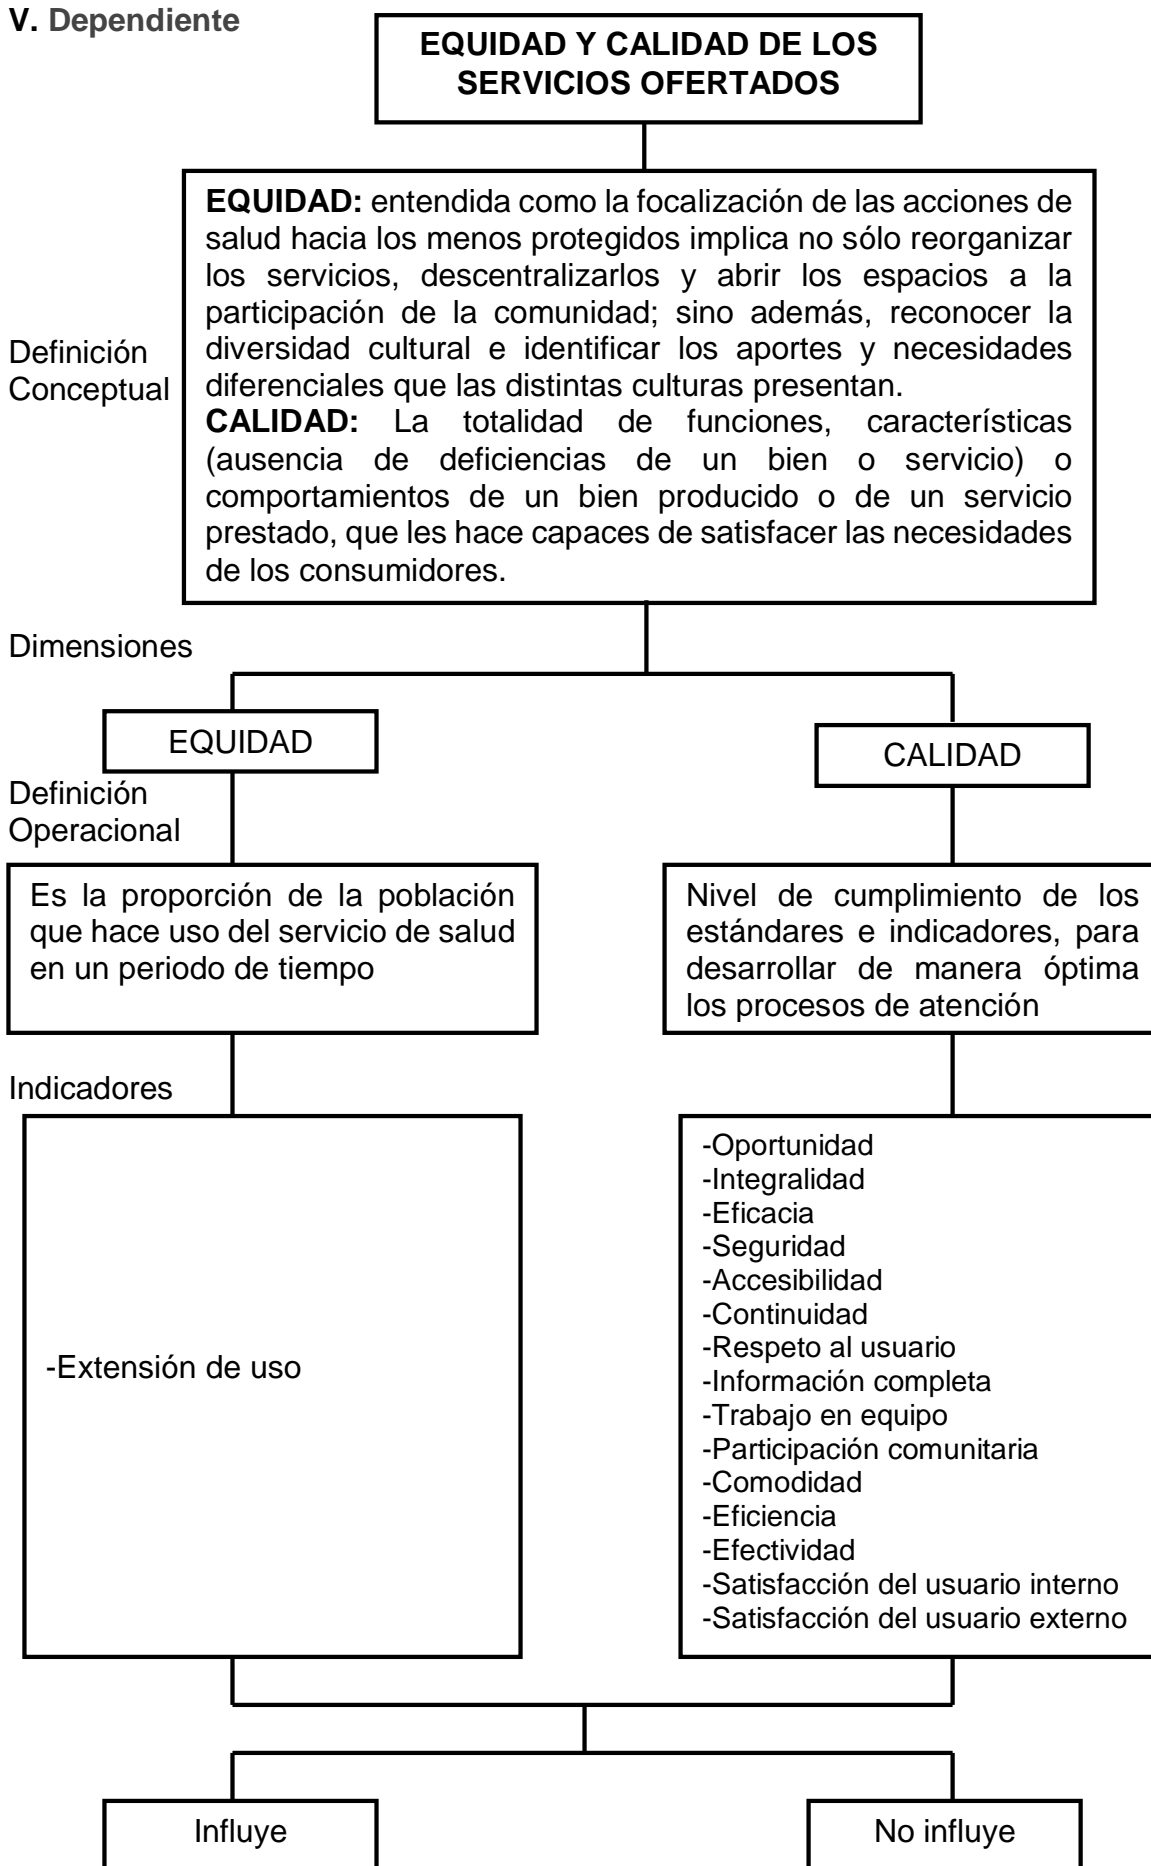 V. Dependiente
EQUIDAD Y CALIDAD DE LOS
SERVICIOS OFERTADOS
Definición
Conceptual
EQUIDAD: entendida como la focalización de las acciones de
salud hacia los menos protegidos implica no sólo reorganizar
los servicios, descentralizarlos y abrir los espacios a la
participación de la comunidad; sino además, reconocer la
diversidad cultural e identificar los aportes y necesidades
diferenciales que las distintas culturas presentan.
CALIDAD: La totalidad de funciones, características
(ausencia de deficiencias de un bien o servicio) o
comportamientos de un bien producido o de un servicio
prestado, que les hace capaces de satisfacer las necesidades
de los consumidores.
Dimensiones
EQUIDAD
CALIDAD
Definición
Operacional
Es la proporción de la población
que hace uso del servicio de salud
en un periodo de tiempo
Nivel de cumplimiento de los
estándares e indicadores, para
desarrollar de manera óptima
los procesos de atención
Indicadores
-Extensión de uso
-Oportunidad
-Integralidad
-Eficacia
-Seguridad
-Accesibilidad
-Continuidad
-Respeto al usuario
-Información completa
-Trabajo en equipo
-Participación comunitaria
-Comodidad
-Eficiencia
-Efectividad
-Satisfacción del usuario interno
-Satisfacción del usuario externo
Influye
No influye